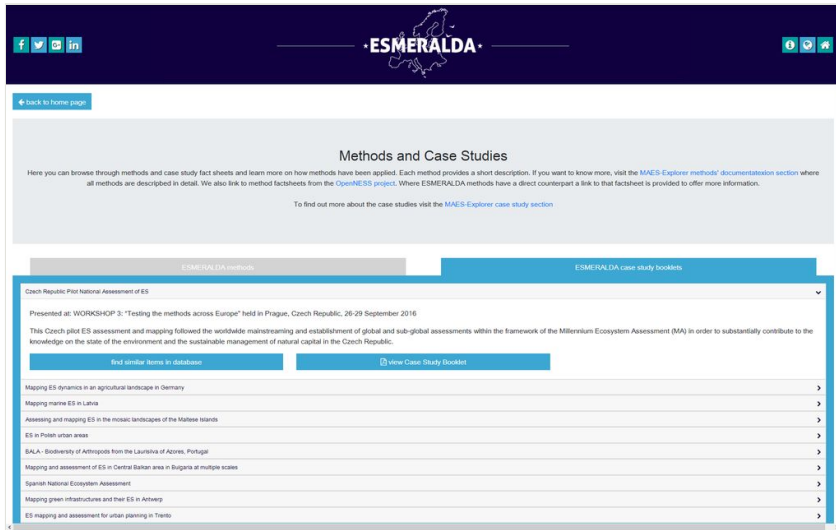 ESMERALDA
back to home page
Methods and Case Studies
Here you can browse through methods and case study fact sheets and learn more on how methods have been applied. Each method provides a short description. If you want to know more, visit the MAES-Explorer methods' documentatexion section where
all methods are descripbed in detail. We also link to method factsheets from the OpenNESS project. Where ESMERALDA methods have a direct counterpart a link to that factsheet is provided to offer more information.
To find out more about the case studies visit the MAES-Explorer case study section
ESMERALDA methods
ESMERALDA case study booklets
Czech Republic Pilot National Assessment of ES
Presented at: WORKSHOP 3: "Testing the methods across Europe" held in Prague, Czech Republic, 26-29 September 2016
This Czech pilot ES assessment and mapping followed the worldwide mainstreaming and establishment of global and sub-global assessments within the framework of the Millennium Ecosystem Assessment (MA) in order to substantially contribute to the
knowledge on the state of the environment and the sustainable management of natural capital in the Czech Republic.
find similar items in database
view Case Study Booklet
Mapping ES dynamics in an agricultural landscape in Germany
Mapping marine ES in Latvia
Assessing and mapping ES in the mosaic landscapes of the Maltese Islands
ES in Polish urban areas
BALA - Biodiversity of Arthropods from the Laurisilva of Azores, Portugal
Mapping and assessment of ES in Central Balkan area in Bulgaria at multiple scales
Spanish National Ecosystem Assessment
Mapping green infrastructures and their ES in Antwerp
ES mapping and assessment for urban planning in Trento